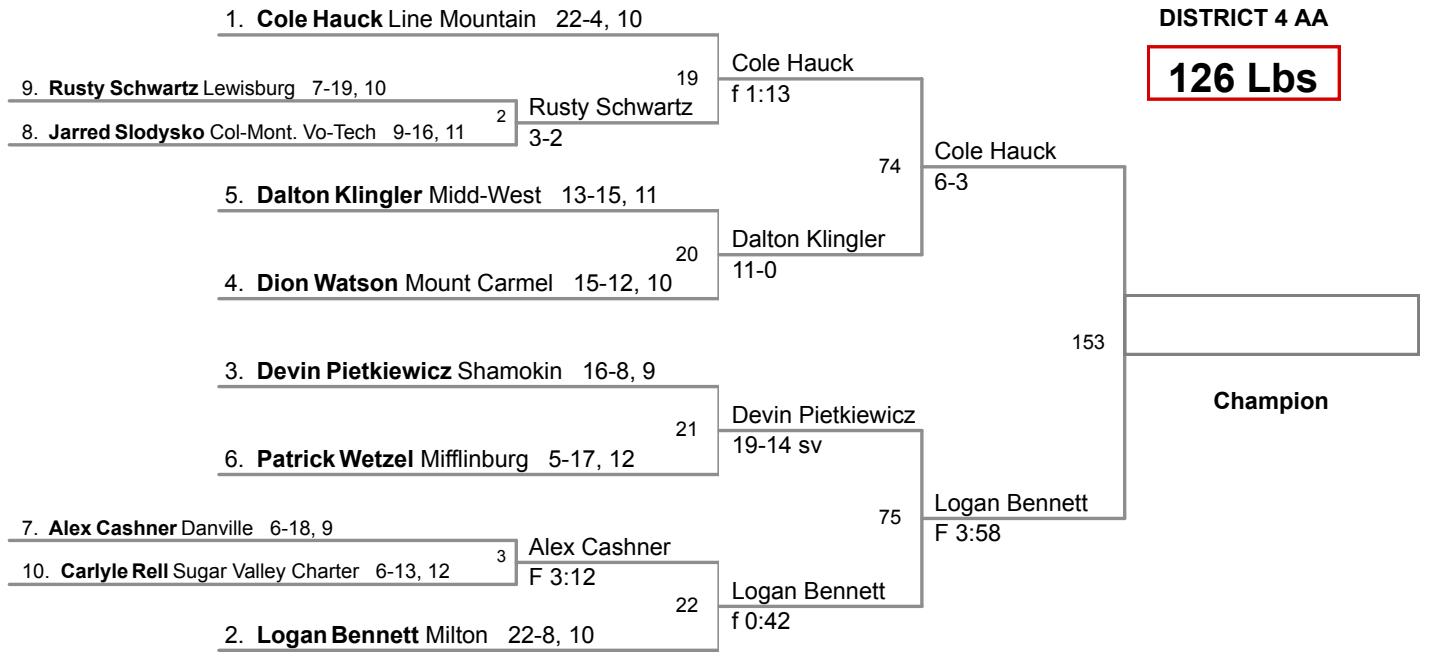 1. Cole Hauck Line Mountain 22-4, 10
DISTRICT 4 AA
126 Lbs
19
Cole Hauck
f 1:13
9. Rusty Schwartz Lewisburg 7-19, 10
2
Rusty Schwartz
3-2
8. Jarred Slodysko Col-Mont. Vo-Tech 9-16, 11
74
Cole Hauck
6-3
5. Dalton Klingler Midd-West 13-15, 11
20
Dalton Klingler
11-0
4. Dion Watson Mount Carmel 15-12, 10
153
Champion
3. Devin Pietkiewicz Shamokin 16-8, 9
21
Devin Pietkiewicz
19-14 sv
6. Patrick Wetzel Mifflinburg 5-17, 12
75
Logan Bennett
F 3:58
7. Alex Cashner Danville 6-18, 9
3
Alex Cashner
F 3:12
10. Carlyle Rell Sugar Valley Charter 6-13, 12
22
Logan Bennett
f 0:42
2. Logan Bennett Milton 22-8, 10